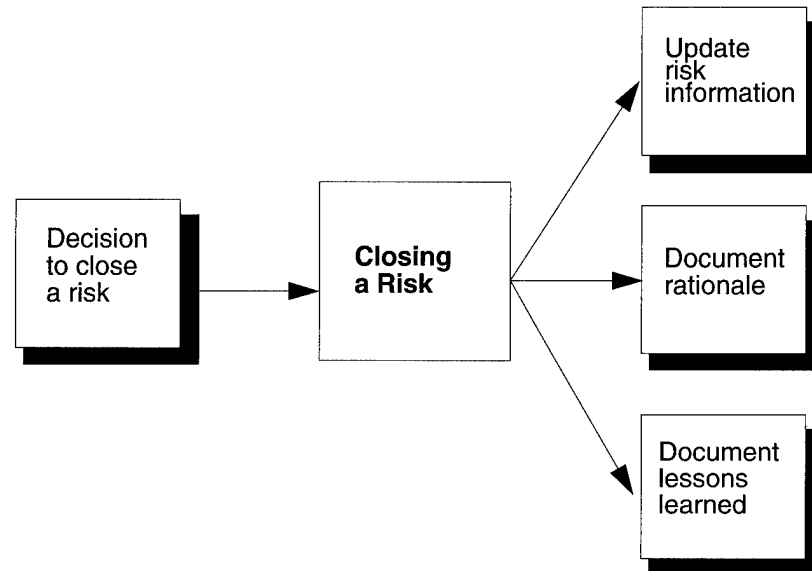 Decision
to close
a risk
Closing
a Risk
Update
risk
information
Document
rationale
Document
lessons
learned